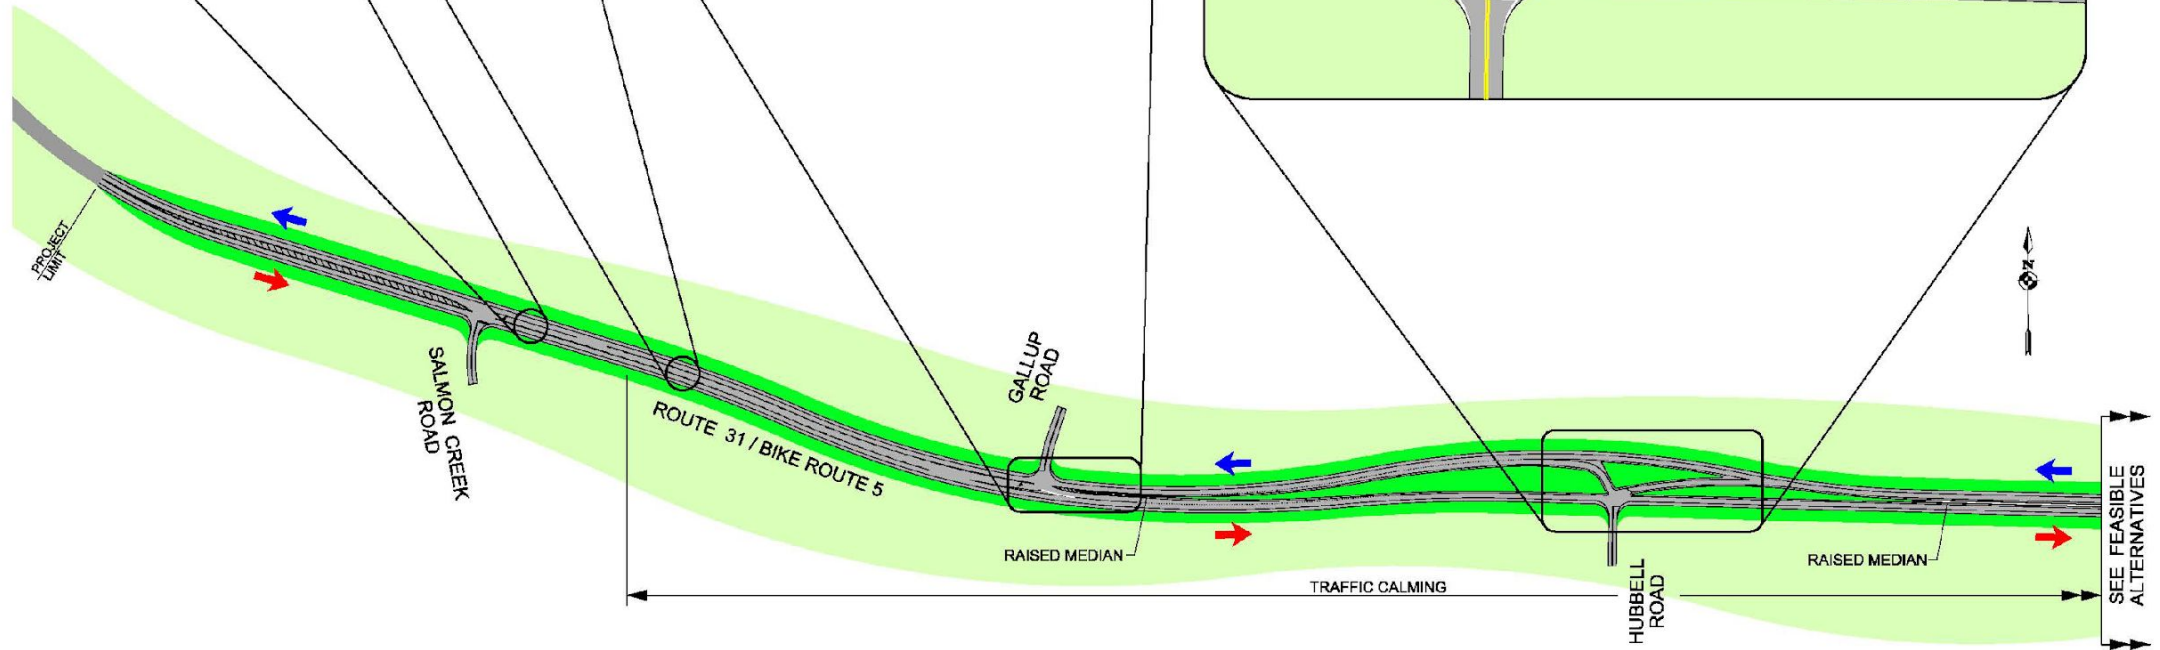 PROJECT
LIMIT
SALMON CREEK
ROAD
ROUTE 31 / BIKE ROUTE 5
GALLUP
ROAD
RAISED MEDIAN
TRAFFIC CALMING
HUBBELL
ROAD
RAISED MEDIAN
N
SEE FEASIBLE
ALTERNATIVES